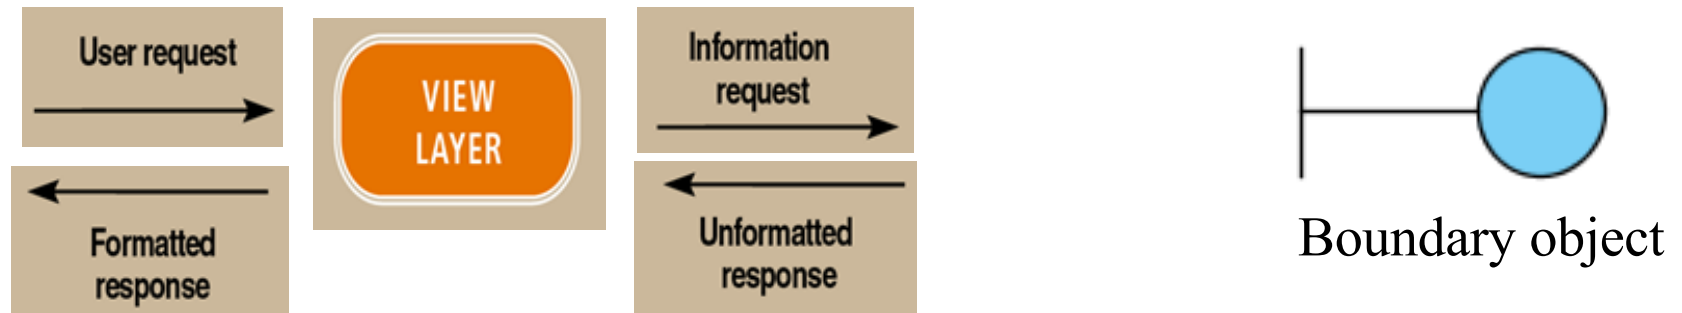 User request
Formatted
response
VIEW
LAYER
Information
request
Unformatted
response
Boundary object